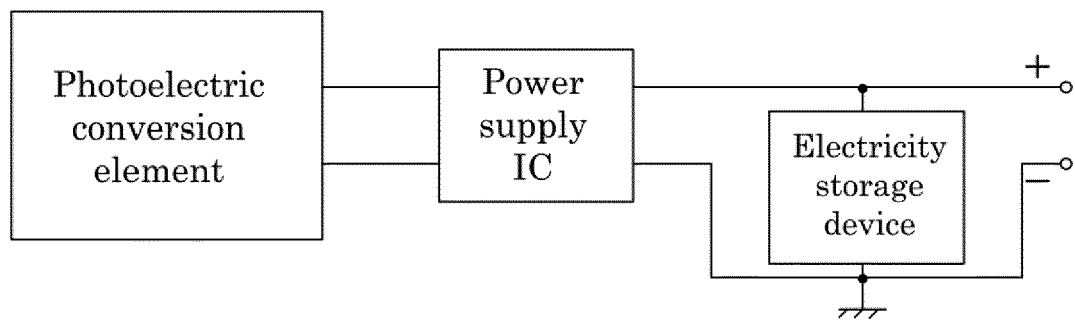 Photoelectric
conversion
element
Power
supply
IC
+
Electricity
storage
device
−